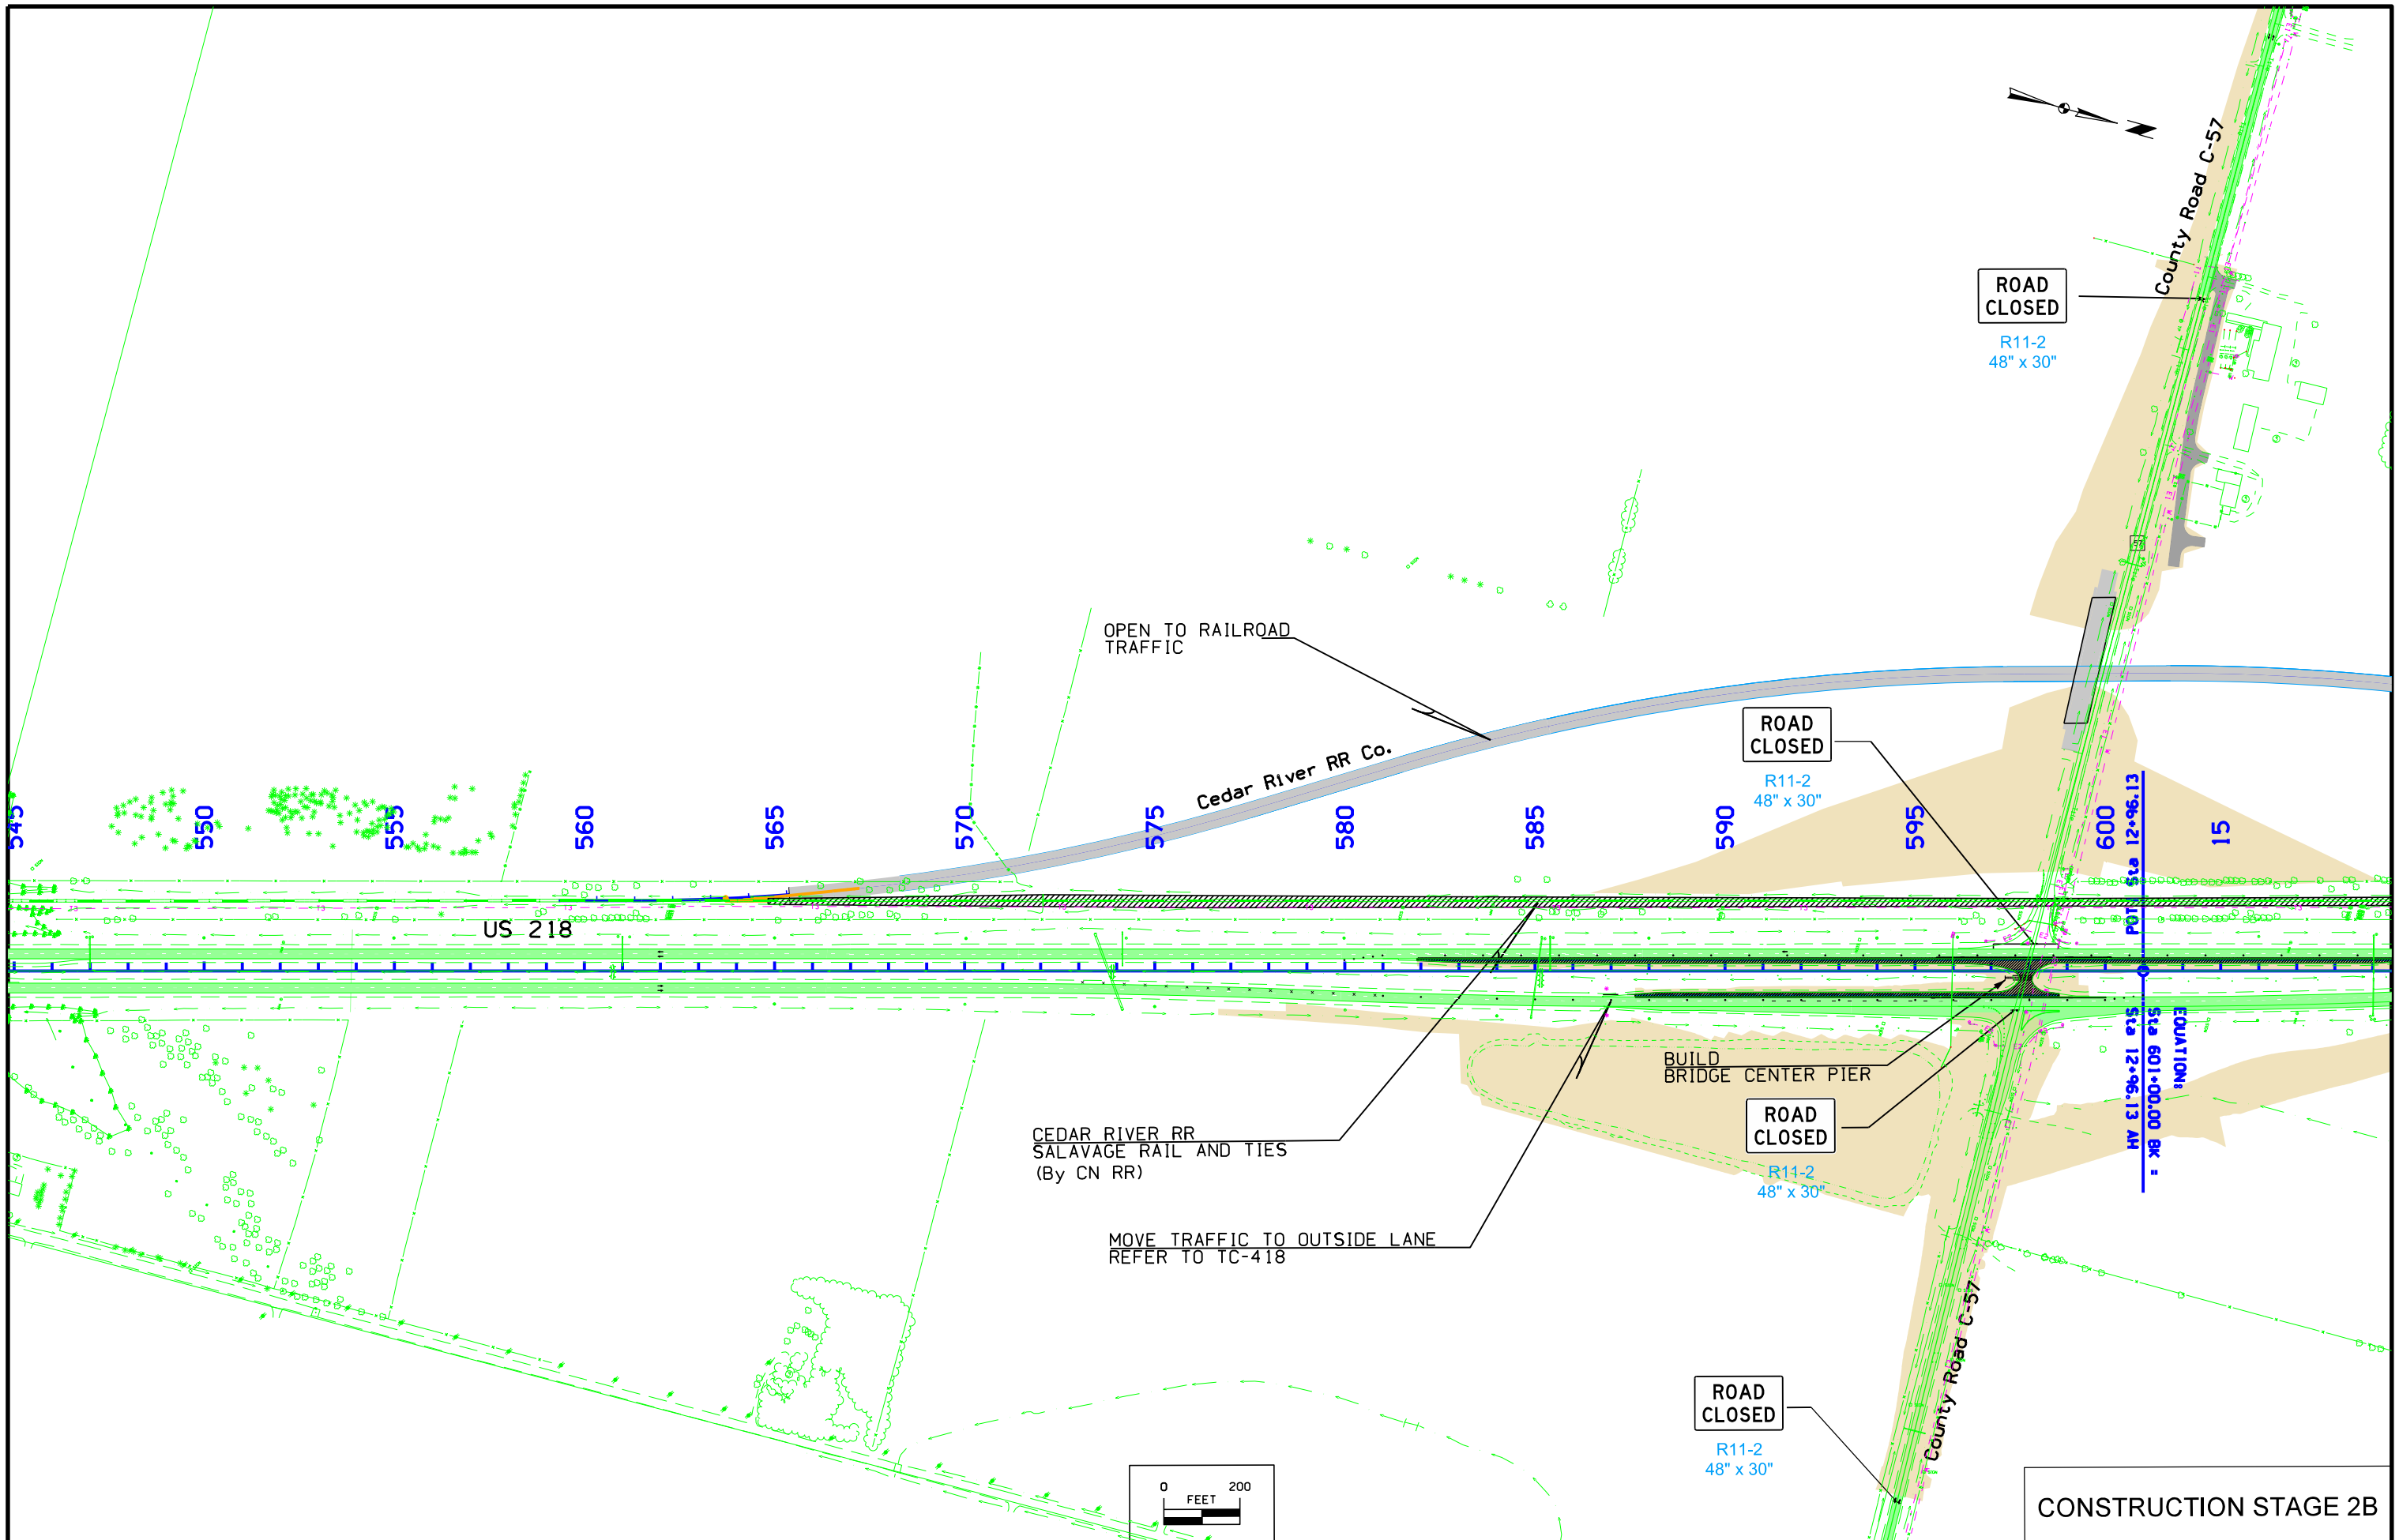 County Road C-57
ROAD
CLOSED
R11-2
48" x 30"
OPEN TO RAILROAD
TRAFFIC
Cedar River RR Co.
ROAD
CLOSED
R11-2
48" x 30"
545
550
555
560
565
570
575
580
585
590
595
600
15
POT Sta 12+96.13
US 218
EQUATION:
Sta 601+00.00 BK =
Sta 12+96.13 AH
BUILD
BRIDGE CENTER PIER
ROAD
CLOSED
R11-2
48" x 30"
CEDAR RIVER RR
SALAVAGE RAIL AND TIES
(By CN RR)
MOVE TRAFFIC TO OUTSIDE LANE
REFER TO TC-418
County Road C-57
ROAD
CLOSED
R11-2
48" x 30"
0 200
FEET
CONSTRUCTION STAGE 2B